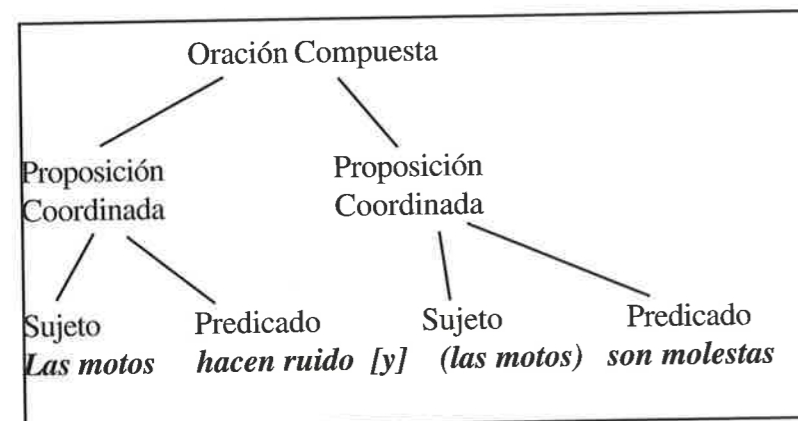 Oración Compuesta
Proposición Proposición
Coordinada Coordinada
Sujeto Predicado Sujeto Predicado
Las motos hacen ruido [y] (las motos) son molestas